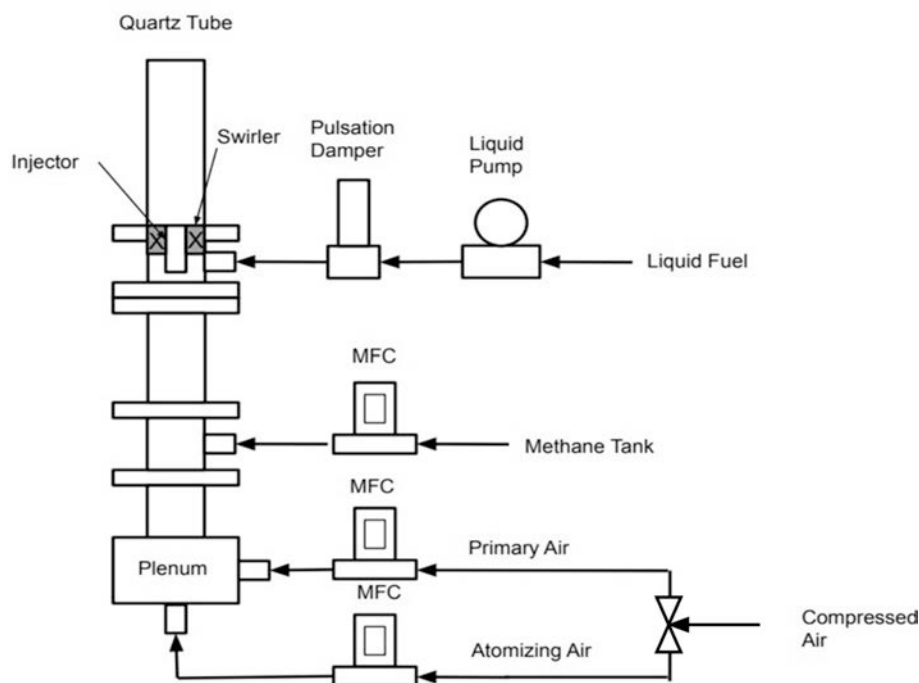 Quartz Tube
Swirler
Injector
Pulsation
Damper
Liquid
Pump
Liquid Fuel
MFC
Methane Tank
MFC
Primary Air
Plenum
MFC
Compressed
Air
Atomizing Air